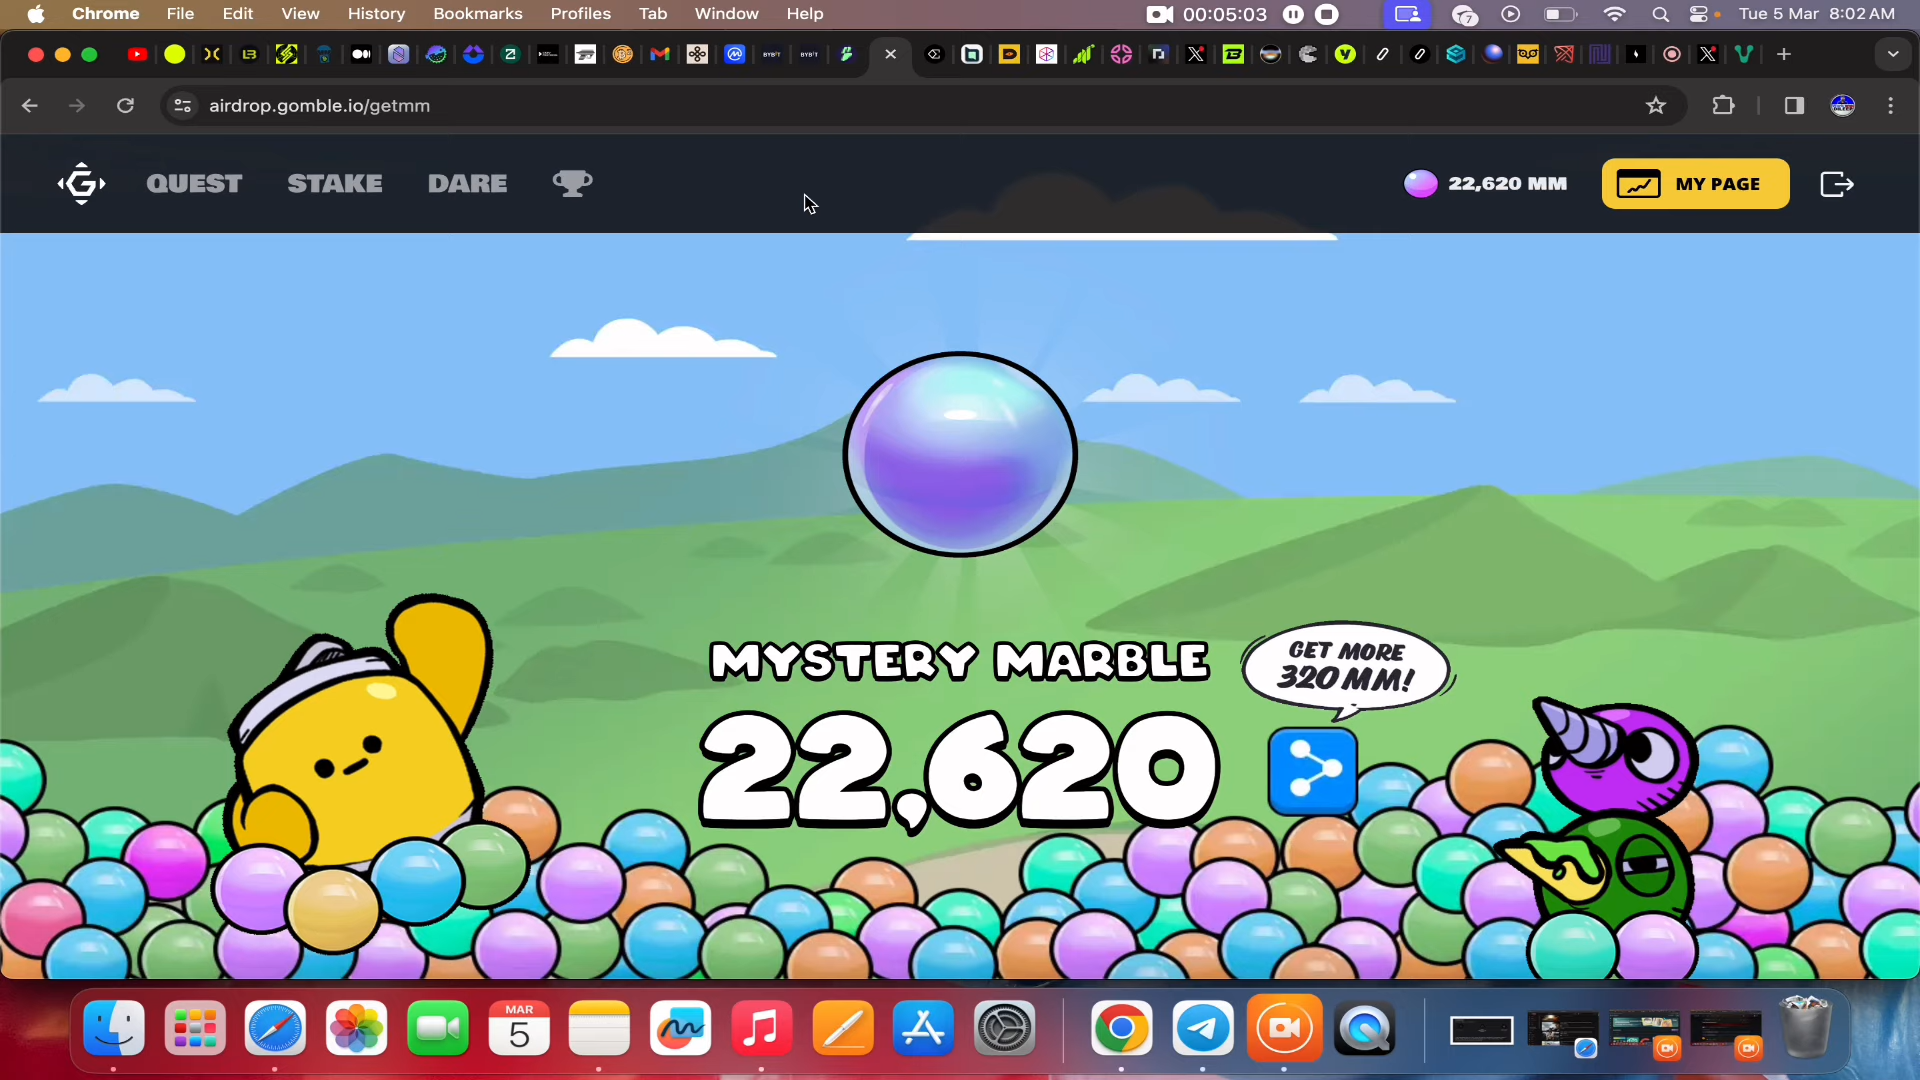 Chrome File Edit View History Bookmarks Profiles Tab Window Help 00:05:03 7 Tue 5 Mar 8:02 AM
airdrop.gomble.io/getmm
QUEST STAKE DARE 22,620 MM MY PAGE
MYSTERY MARBLE
GET MORE
320 MM!
22,620
MAR
5